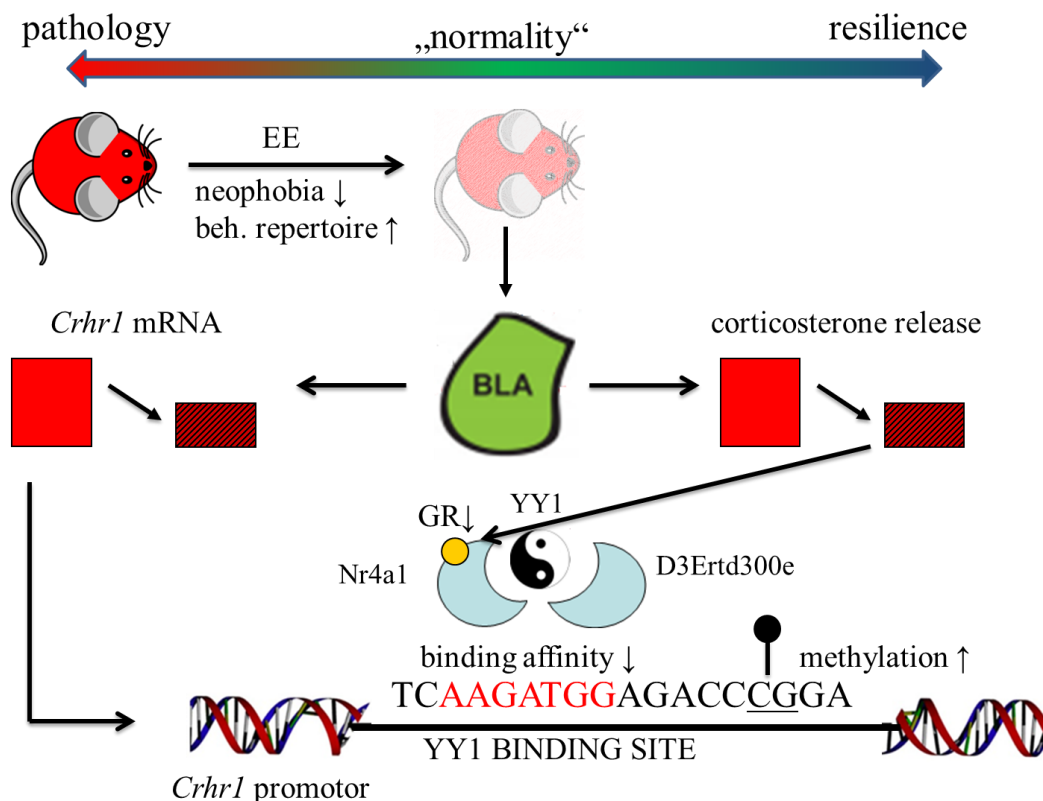 pathology
„normality“
resilience
EE
neophobia ↓
beh. repertoire ↑
Crhr1 mRNA
corticosterone release
BLA
YY1
GR↓
Nr4a1
D3Ertd300e
binding affinity ↓
methylation ↑
TCAAGATGGAGACCCGGA
YY1 BINDING SITE
Crhr1 promotor